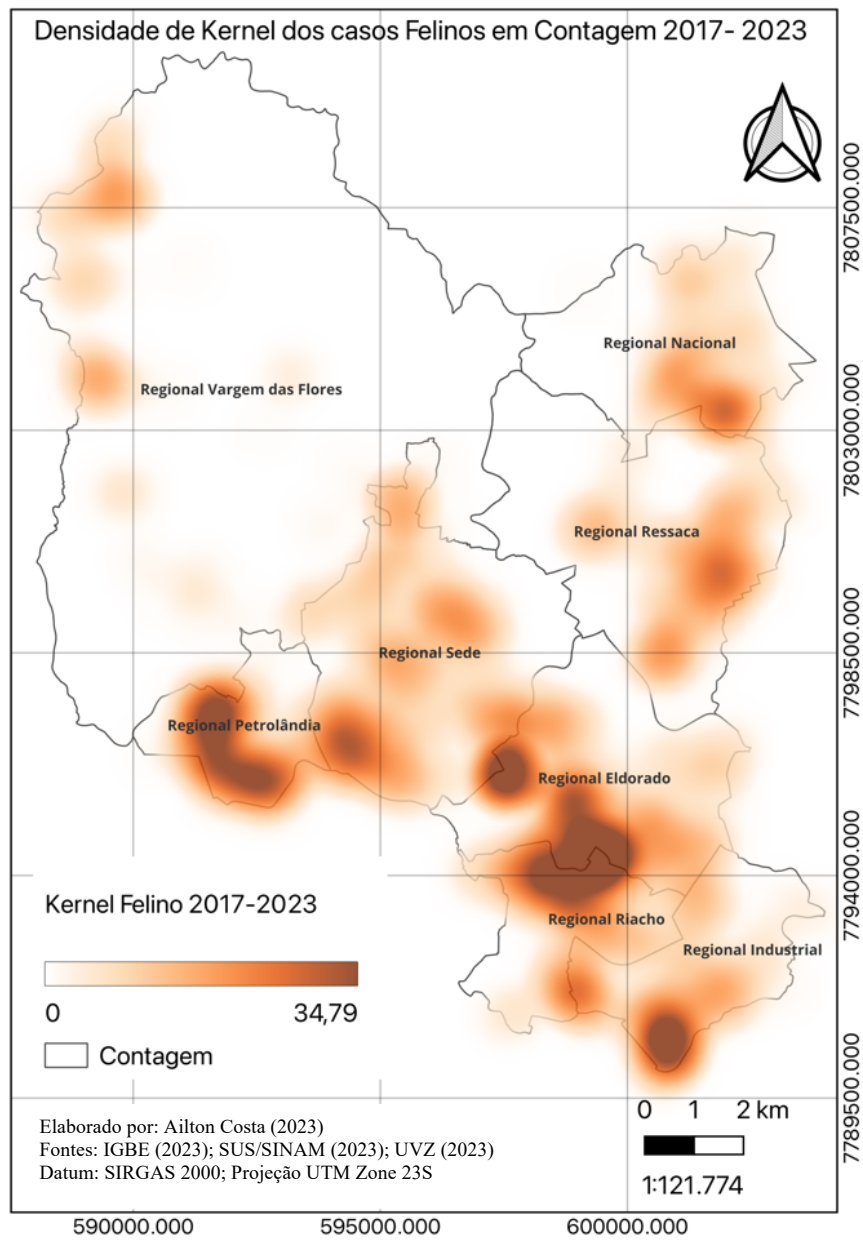 Densidade de Kernel dos casos Felinos em Contagem 2017- 2023
7807500.000
Regional Nacional
Regional Vargem das Flores
7803000.000
Regional Ressaca
Regional Sede
7798500.000
Regional Petrolândia
Regional Eldorado
7794000.000
Kernel Felino 2017-2023
Regional Riacho
Regional Industrial
0 34,79
Contagem
7789500.000
0 1 2 km
1:121.774
Elaborado por: Ailton Costa (2023)
Fontes: IGBE (2023); SUS/SINAM (2023); UVZ (2023)
Datum: SIRGAS 2000; Projeção UTM Zone 23S
590000.000 595000.000 600000.000